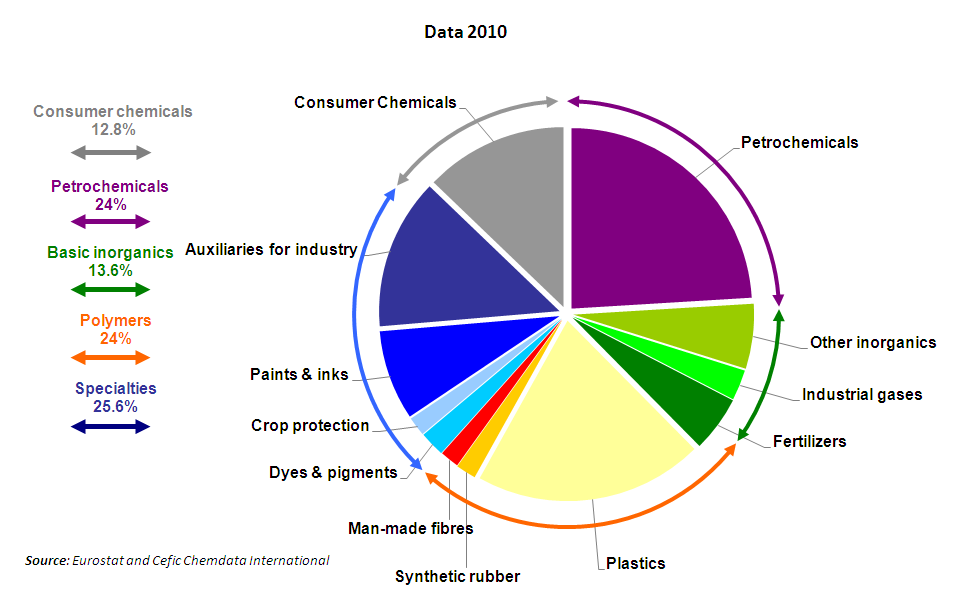 Data 2010
Consumer chemicals
12.8%
Petrochemicals
24%
Basic inorganics
13.6%
Polymers
24%
Specialties
25.6%
Consumer Chemicals
Petrochemicals
Auxiliaries for industry
Other inorganics
Paints & inks
Industrial gases
Crop protection
Fertilizers
Dyes & pigments
Man-made fibres
Plastics
Synthetic rubber
Source: Eurostat and Cefic Chemdata International